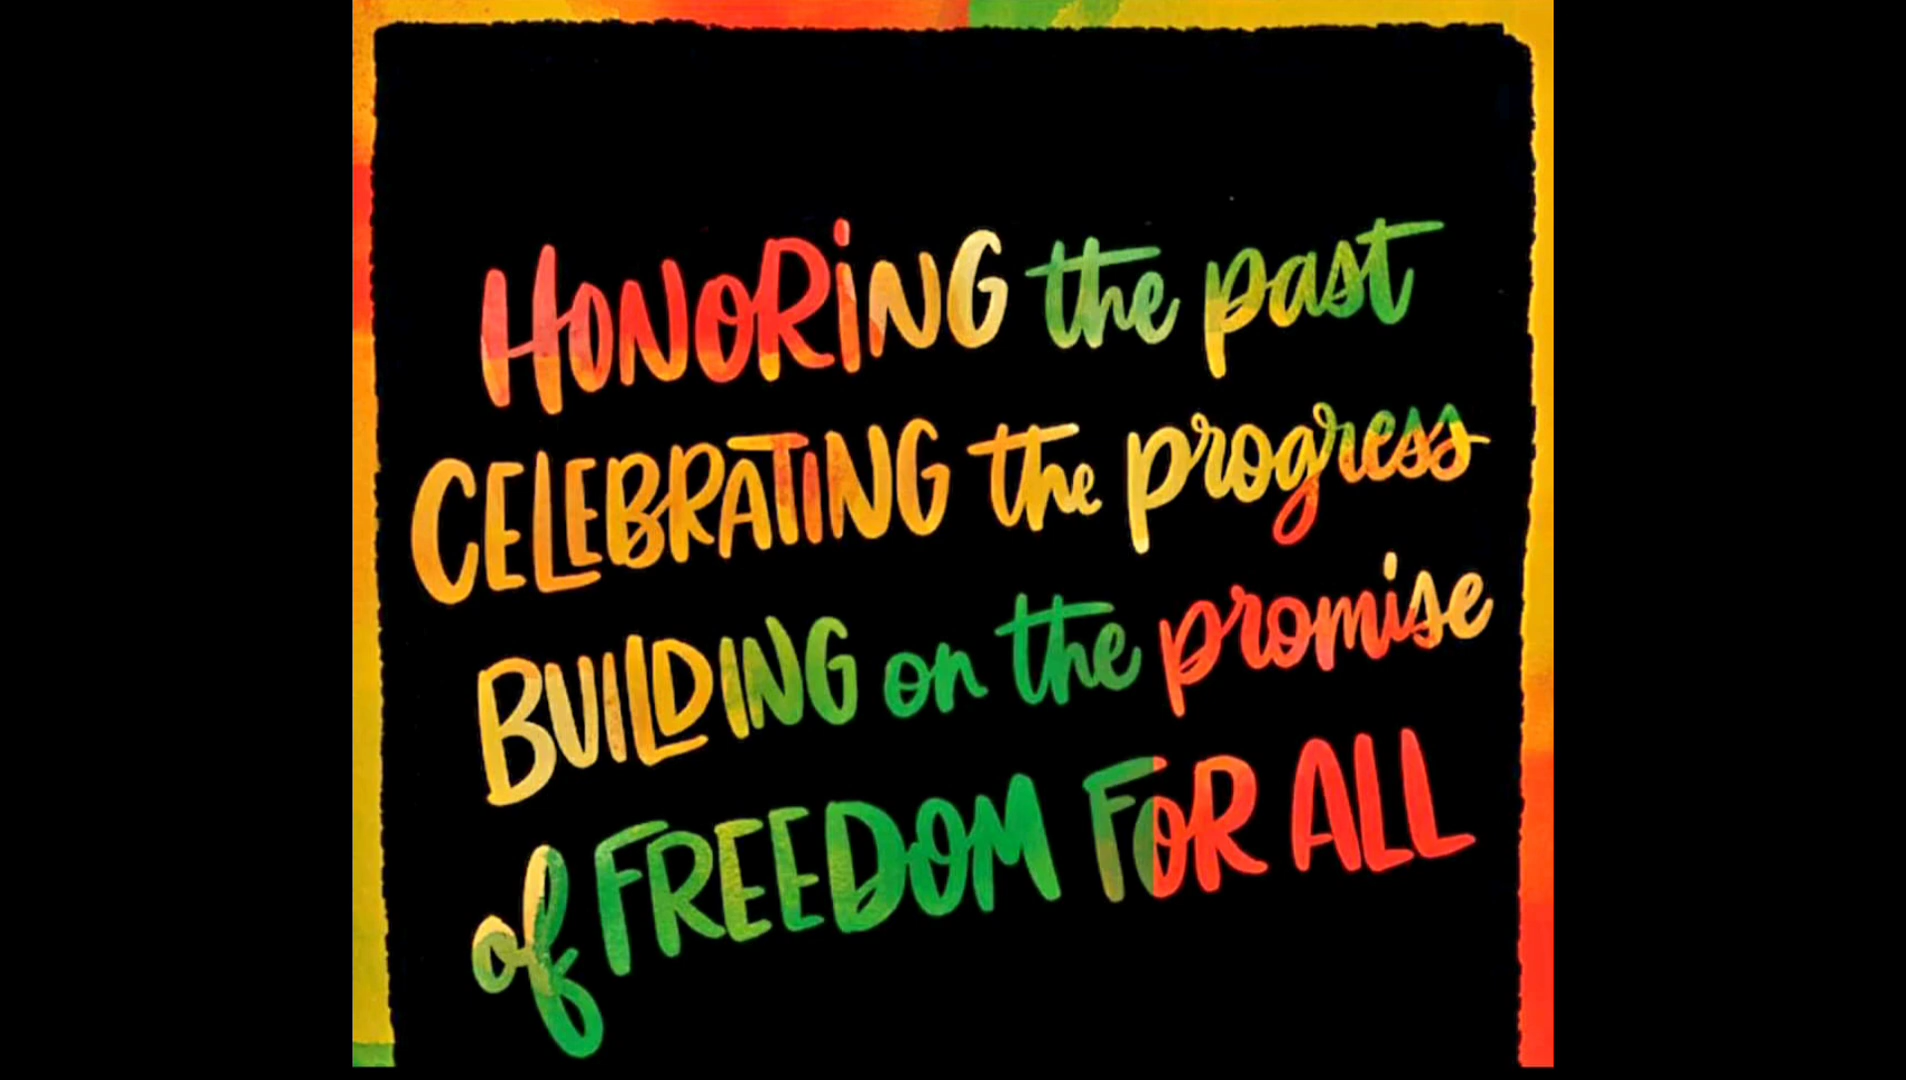 HONORING the past
CELEBRATING the progress
BUILDING on the promise
of FREEDOM FOR ALL